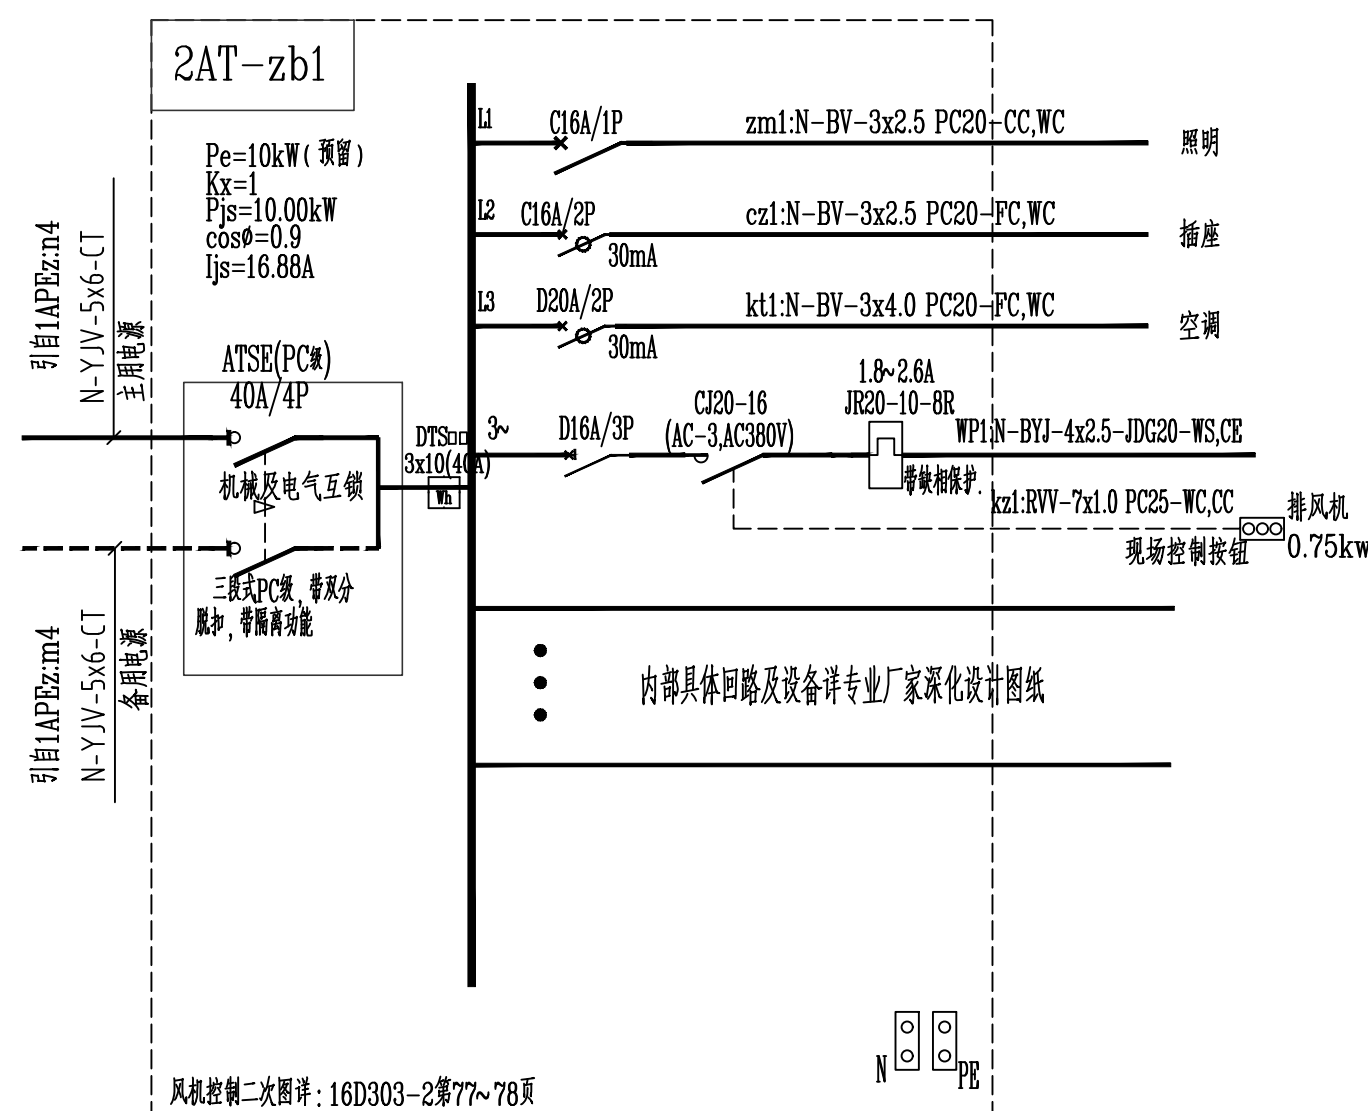 2AT-zb1
Pe=10kW(预留)
Kx=1
Pjs=10.00kW
cosø=0.9
Ijs=16.88A
引自1APEz:n4
N-YJV-5x6-CT
主用电源
ATSE(PC级)
40A/4P
机械及电气互锁
三段式PC级,带双分
脱扣,带隔离功能
引自1APEz:m4
N-YJV-5x6-CT
备用电源
DTS□□
3x10(40A)
Wh
L1
C16A/1P
zm1:N-BV-3x2.5 PC20-CC,WC
照明
L2
C16A/2P
30mA
cz1:N-BV-3x2.5 PC20-FC,WC
插座
L3
D20A/2P
30mA
kt1:N-BV-3x4.0 PC20-FC,WC
空调
3~
D16A/3P
CJ20-16
(AC-3,AC380V)
1.8~2.6A
JR20-10-8R
带缺相保护.
WP1:N-BYJ-4x2.5-JDG20-WS,CE
kz1:RVV-7x1.0 PC25-WC,CC
现场控制按钮
排风机
0.75kw
内部具体回路及设备详专业厂家深化设计图纸
N
PE
风机控制二次图详: 16D303-2第77~78页